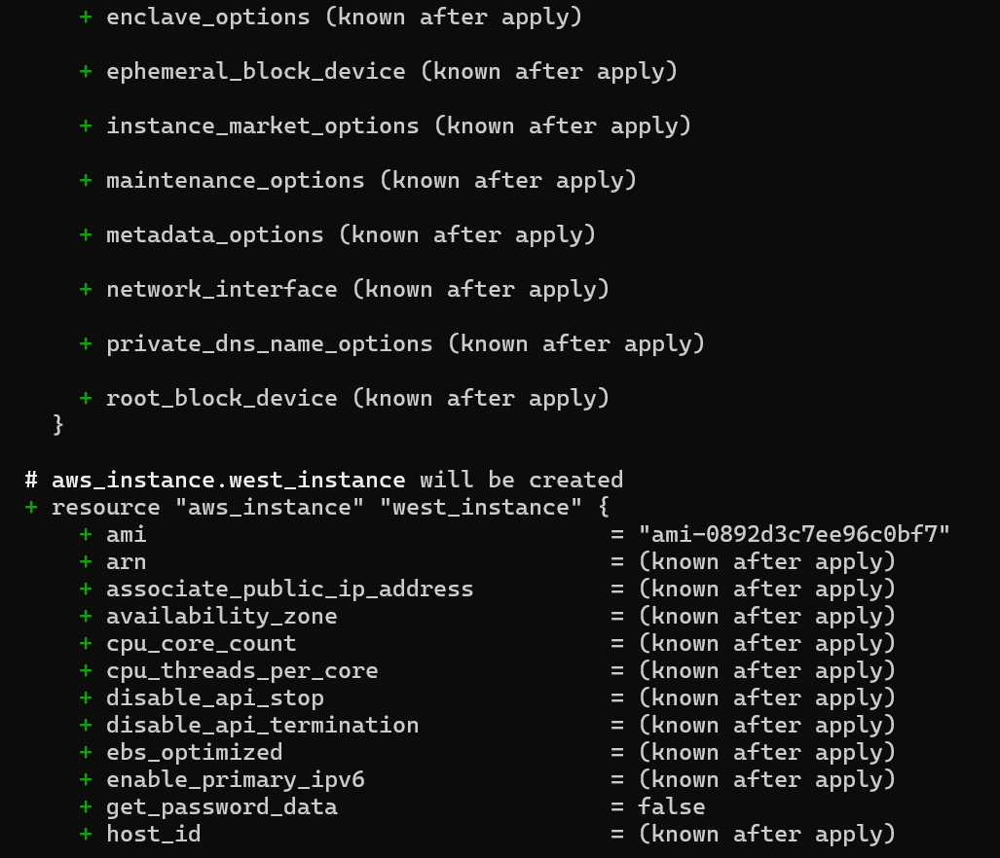 + enclave_options (known after apply)
+ ephemeral_block_device (known after apply)
+ instance_market_options (known after apply)
+ maintenance_options (known after apply)
+ metadata_options (known after apply)
+ network_interface (known after apply)
+ private_dns_name_options (known after apply)
+ root_block_device (known after apply)
}
# aws_instance.west_instance will be created
+ resource "aws_instance" "west_instance" {
+ ami = "ami-0892d3c7ee96c0bf7"
+ arn = (known after apply)
+ associate_public_ip_address = (known after apply)
+ availability_zone = (known after apply)
+ cpu_core_count = (known after apply)
+ cpu_threads_per_core = (known after apply)
+ disable_api_stop = (known after apply)
+ disable_api_termination = (known after apply)
+ ebs_optimized = (known after apply)
+ enable_primary_ipv6 = (known after apply)
+ get_password_data = false
+ host_id = (known after apply)